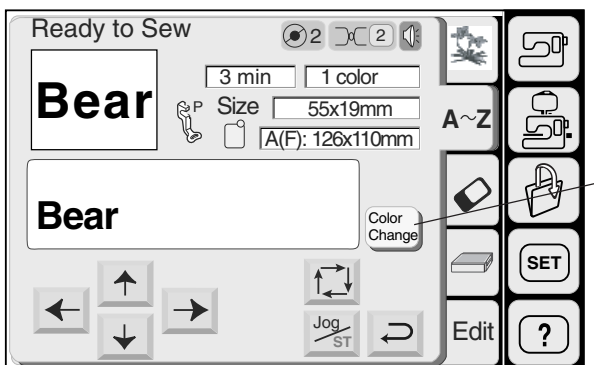 Ready to Sew
2
2
3 min
1 color
Bear
P
Size
55x19mm
A(F): 126x110mm
A~Z
Bear
Color
Change
SET
Jog/ST
Edit
?